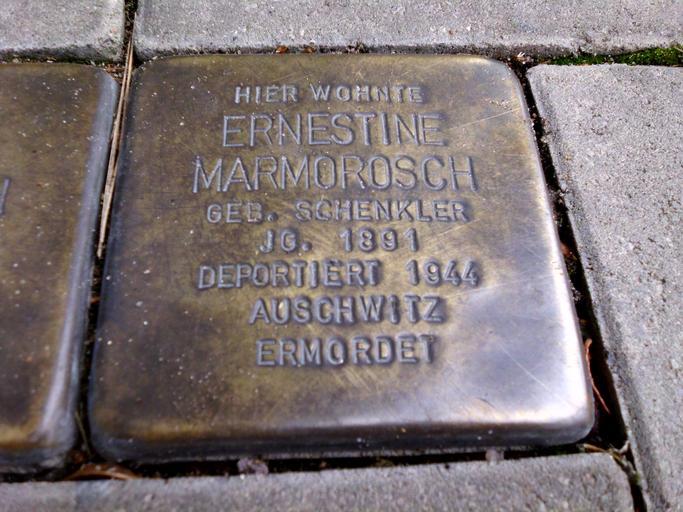 HIER WOHNTE
ERNESTINE
MARMOROSCH
GEB. SCHENKLER
JG. 1891
DEPORTIERT 1944
AUSCHWITZ
ERMORDET